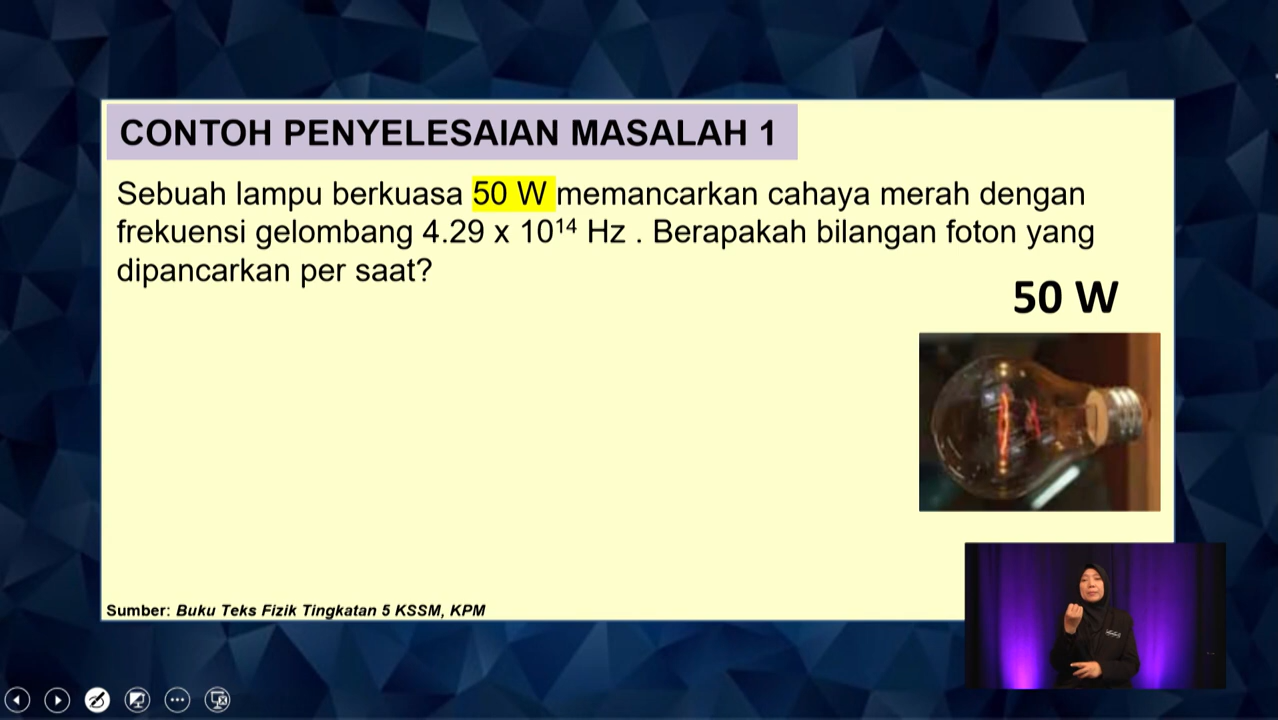 CONTOH PENYELESAIAN MASALAH 1
Sebuah lampu berkuasa 50 W memancarkan cahaya merah dengan
frekuensi gelombang 4.29 x 10¹⁴ Hz . Berapakah bilangan foton yang
dipancarkan per saat?
50 W
Sumber: Buku Teks Fizik Tingkatan 5 KSSM, KPM